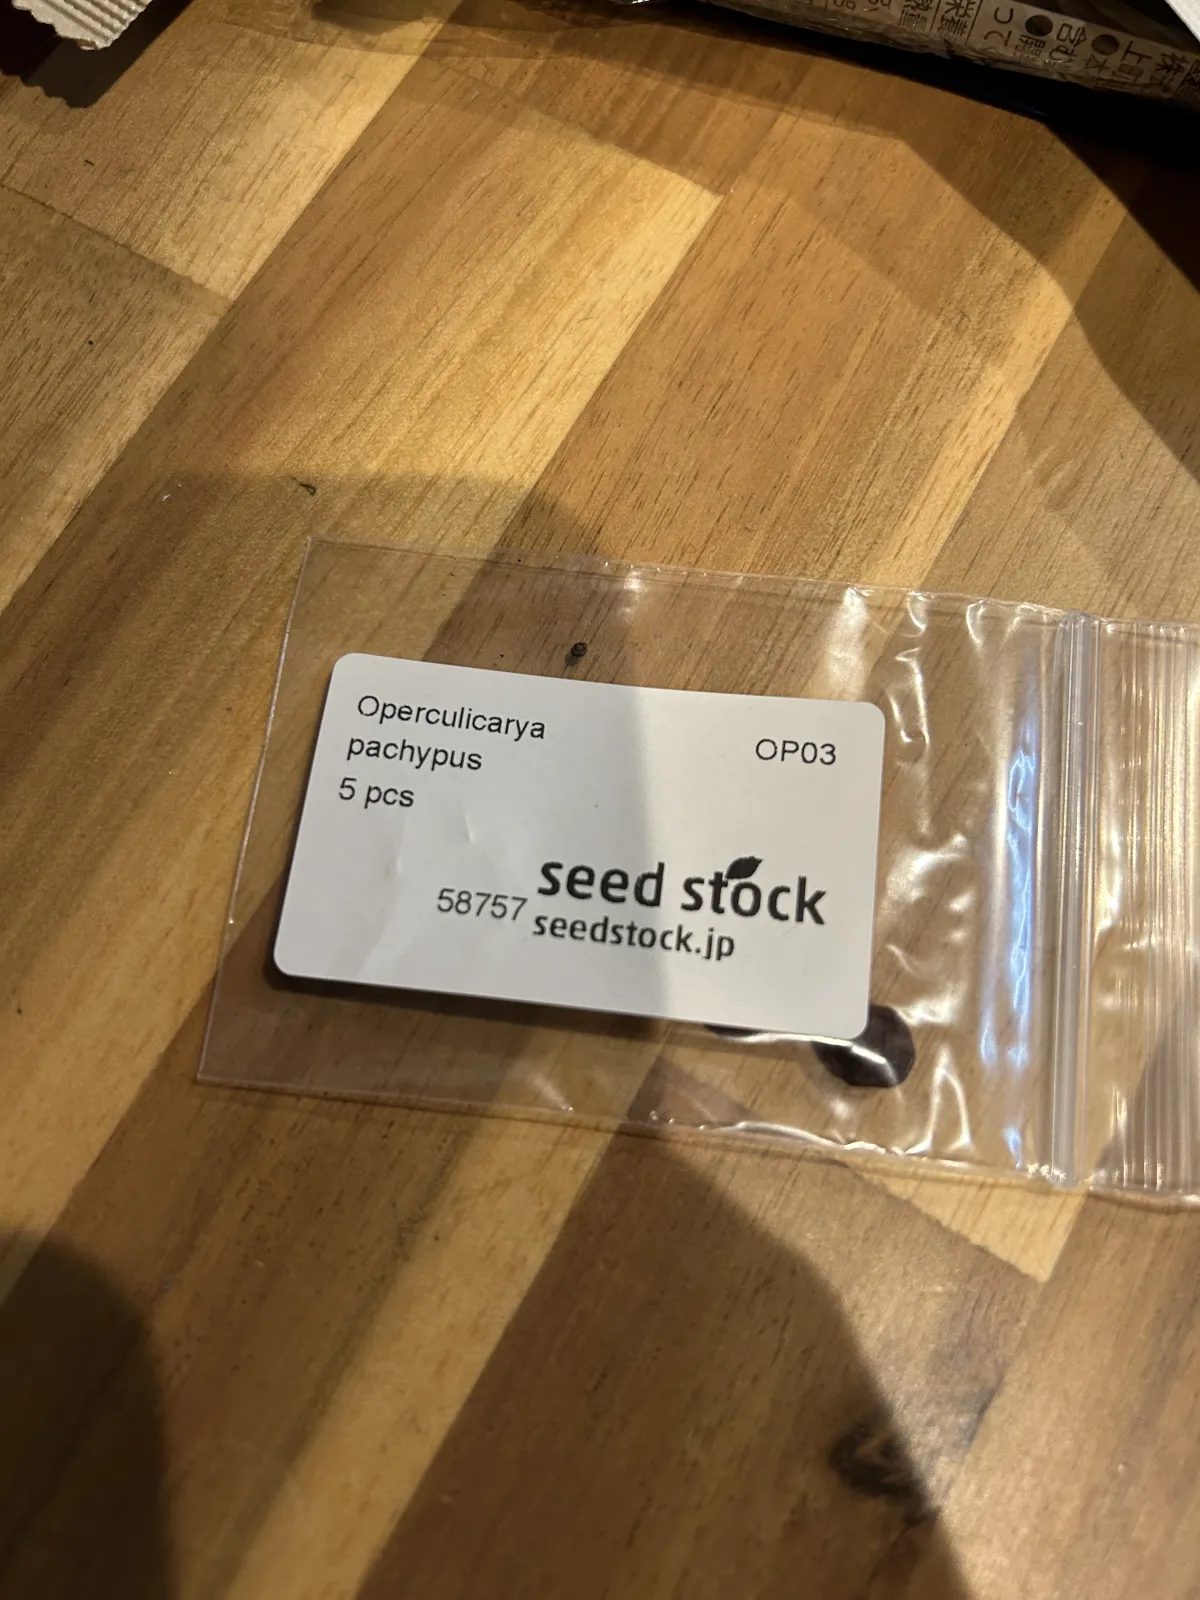 Operculicarya
pachypus
5 pcs
OP03
seed stock
58757
seedstock.jp